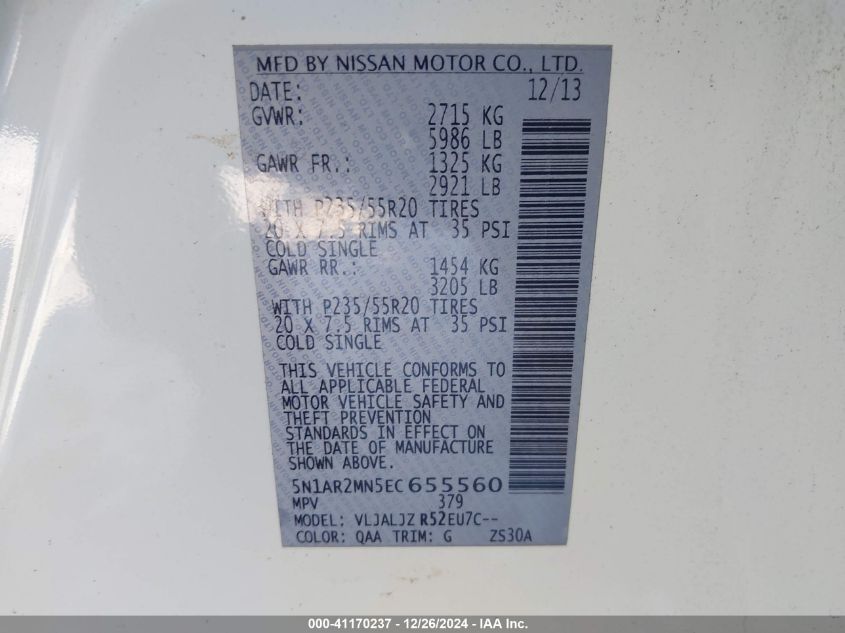 MFD BY NISSAN MOTOR CO., LTD.
DATE: 12/13
GVWR: 2715 KG
5986 LB
GAWR FR.: 1325 KG
2921 LB
WITH P235/55R20 TIRES
20 X 7.5 RIMS AT 35 PSI
COLD SINGLE
GAWR RR.: 1454 KG
3205 LB
WITH P235/55R20 TIRES
20 X 7.5 RIMS AT 35 PSI
COLD SINGLE
THIS VEHICLE CONFORMS TO
ALL APPLICABLE FEDERAL
MOTOR VEHICLE SAFETY AND
THEFT PREVENTION
STANDARDS IN EFFECT ON
THE DATE OF MANUFACTURE
SHOWN ABOVE.
5N1AR2MN5EC655560
MPV 379
MODEL: VLJALJZ R52EU7C--
COLOR: QAA TRIM: G ZS30A
000-41170237 - 12/26/2024 - IAA Inc.